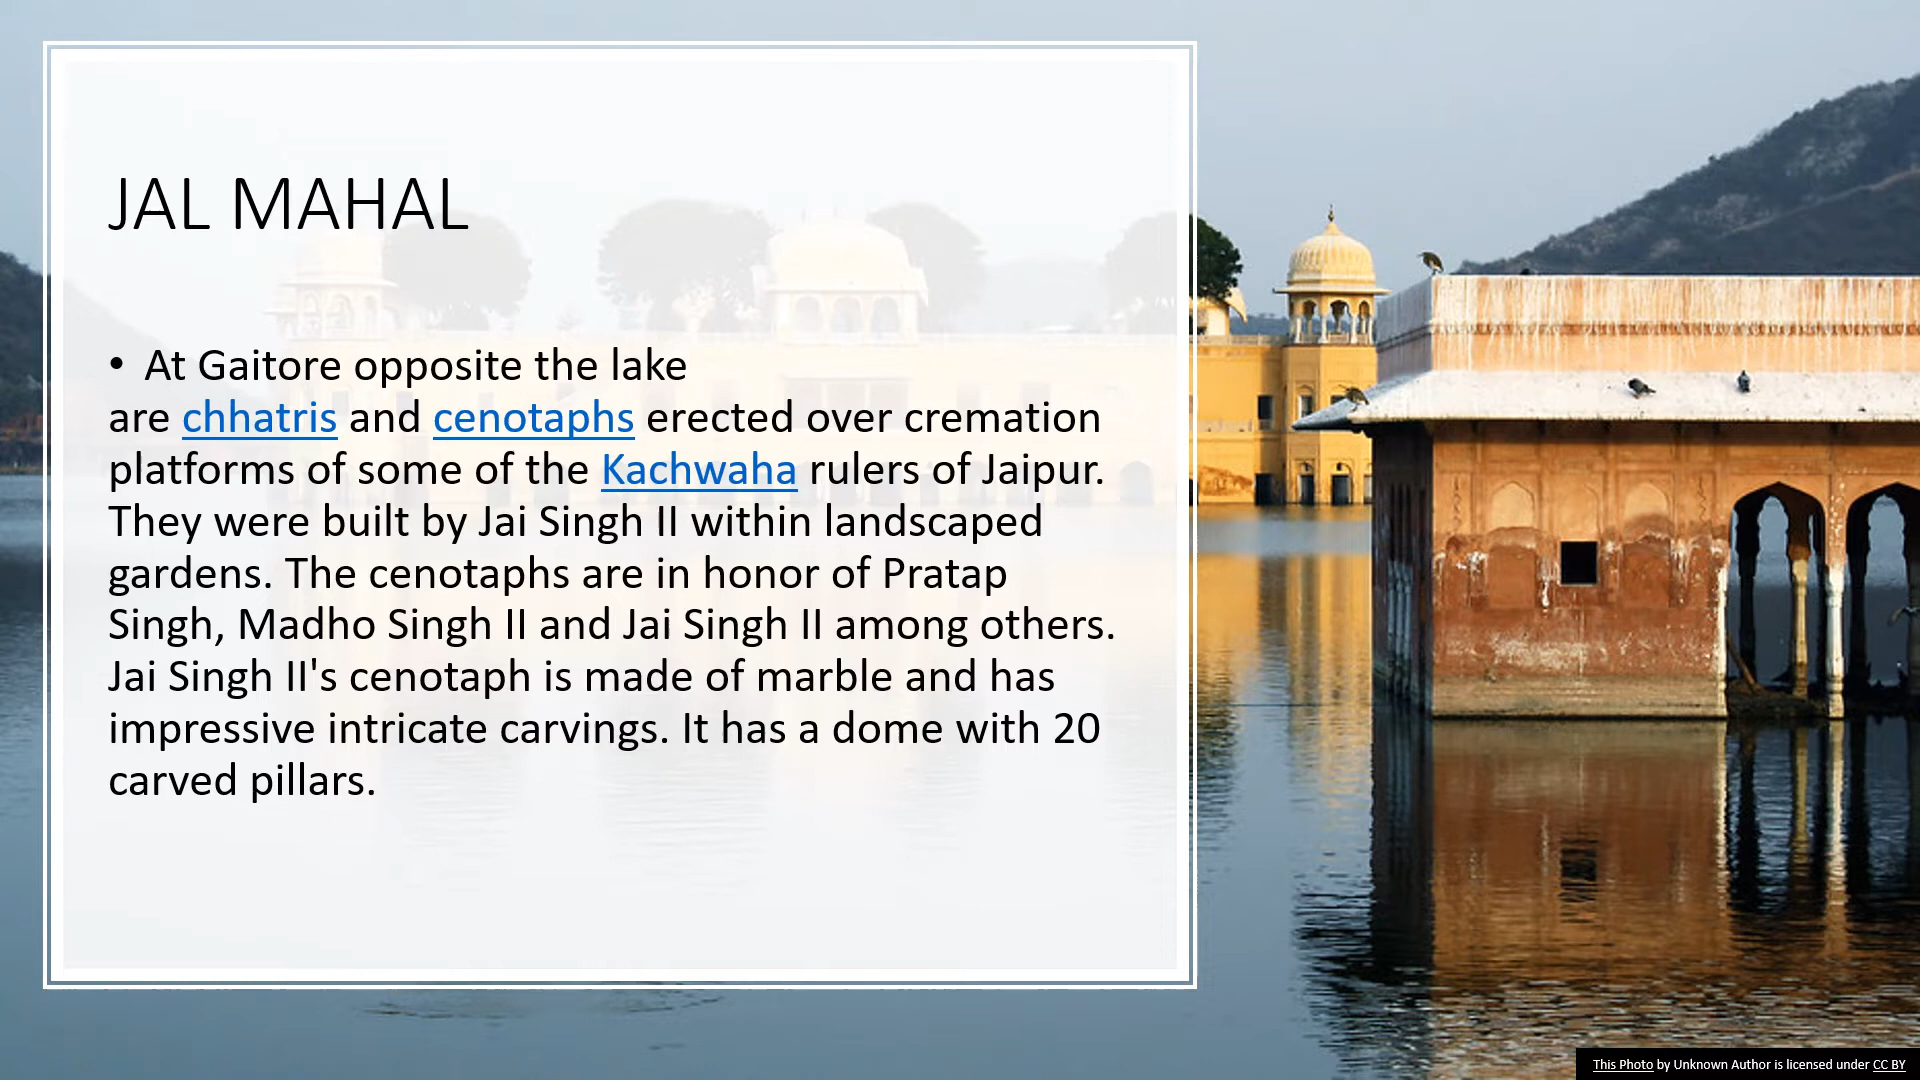 JAL MAHAL
• At Gaitore opposite the lake
are chhatris and cenotaphs erected over cremation
platforms of some of the Kachwaha rulers of Jaipur.
They were built by Jai Singh II within landscaped
gardens. The cenotaphs are in honor of Pratap
Singh, Madho Singh II and Jai Singh II among others.
Jai Singh II's cenotaph is made of marble and has
impressive intricate carvings. It has a dome with 20
carved pillars.
This Photo by Unknown Author is licensed under CC BY